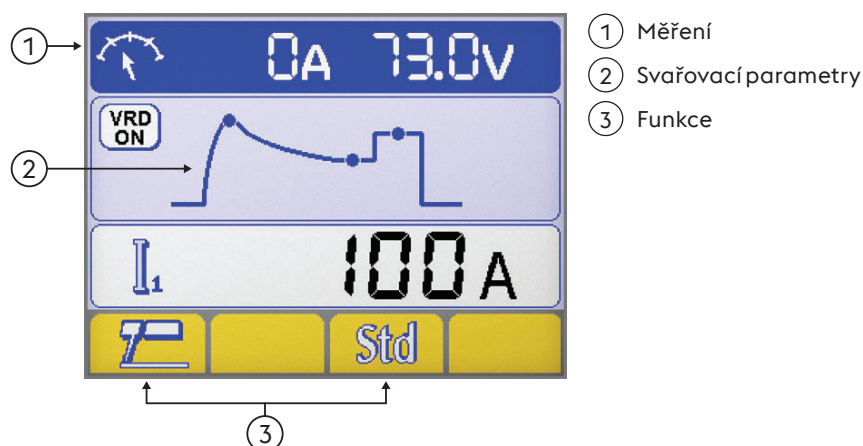 1
0A 73.0V
VRD
ON
2
I1
100A
Std
3
1 Měření
2 Svařovací parametry
3 Funkce